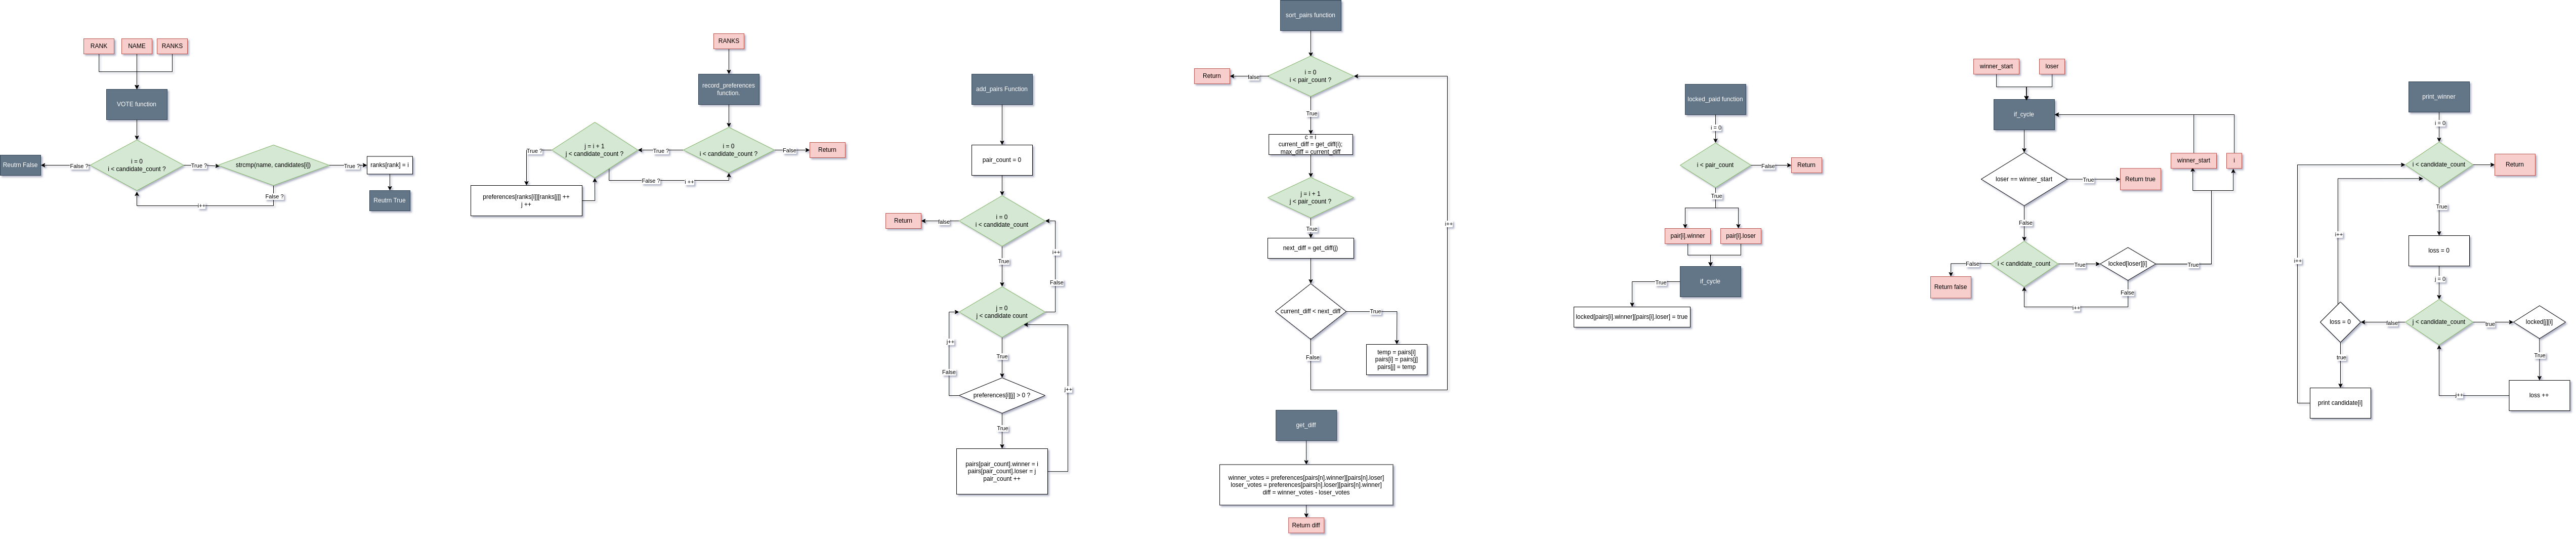 RANK
NAME
RANKS
VOTE function
i = 0
i < candidate_count ?
False ?
Reutrn False
True ?
strcmp(name, candidates[i])
True ?
ranks[rank] = i
Reutrn True
False ?
i++
RANKS
record_preferences
function.
i = 0
i < candidate_count ?
False
Return
True ?
j = i + 1
j < candidate_count ?
True ?
preferences[ranks[i]][ranks[j]] ++
j ++
False ?
i ++
add_pairs Function
pair_count = 0
i = 0
i < candidate_count
false
Return
True
j = 0
j < candidate count
False
i++
True
preferences[i][j] > 0 ?
False
j++
True
pairs[pair_count].winner = i
pairs[pair_count].loser = j
pair_count ++
j++
sort_pairs function
i = 0
i < pair_count ?
false
Return
True
c = i
current_diff = get_diff(i);
max_diff = current_diff
j = i + 1
j < pair_count ?
True
next_diff = get_diff(j)
current_diff < next_diff
True
temp = pairs[i]
pairs[i] = pairs[j]
pairs[j] = temp
False
i++
get_diff
winner_votes = preferences[pairs[n].winner][pairs[n].loser]
loser_votes = preferences[pairs[n].loser][pairs[n].winner]
diff = winner_votes - loser_votes
Return diff
locked_paid function
i = 0
i < pair_count
False
Return
True
pair[i].winner
pair[i].loser
if_cycle
True
locked[pairs[i].winner][pairs[i].loser] = true
winner_start
loser
if_cycle
loser == winner_start
True
Return true
False
i < candidate_count
False
Return false
True
locked[loser][i]
True
False
i++
winner_start
i
print_winner
i = 0
i < candidate_count
Return
True
loss = 0
j = 0
j < candidate_count
true
locked[j][i]
True
loss ++
j++
false
loss = 0
i++
true
print candidate[i]
i++